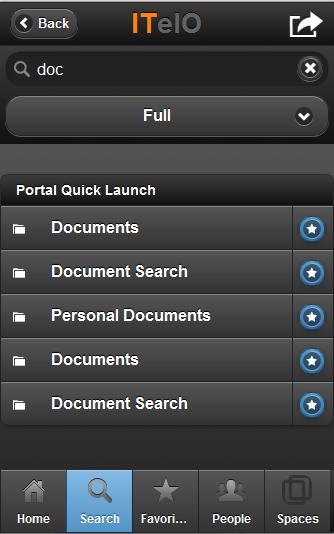 Back
ITeIO
doc
Full
Portal Quick Launch
Documents
Document Search
Personal Documents
Documents
Document Search
Home Search Favori... People Spaces